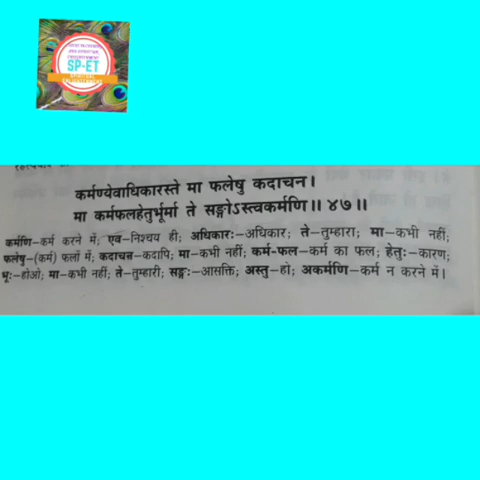 SP-ET
कर्मण्येवाधिकारस्ते मा फलेषु कदाचन।
मा कर्मफलहेतुर्भूर्मा ते सङ्गोऽस्त्वकर्मणि॥ ४७॥
कर्मणि–कर्म करने में; एव–निश्चय ही; अधिकारः–अधिकार; ते–तुम्हारा; मा–कभी नहीं;
फलेषु–(कर्म) फलों में; कदाचन–कदापि; मा–कभी नहीं; कर्म-फल–कर्म का फल; हेतुः–कारण;
भूः–होओ; मा–कभी नहीं; ते–तुम्हारी; सङ्गः–आसक्ति; अस्तु–हो; अकर्मणि–कर्म न करने में।